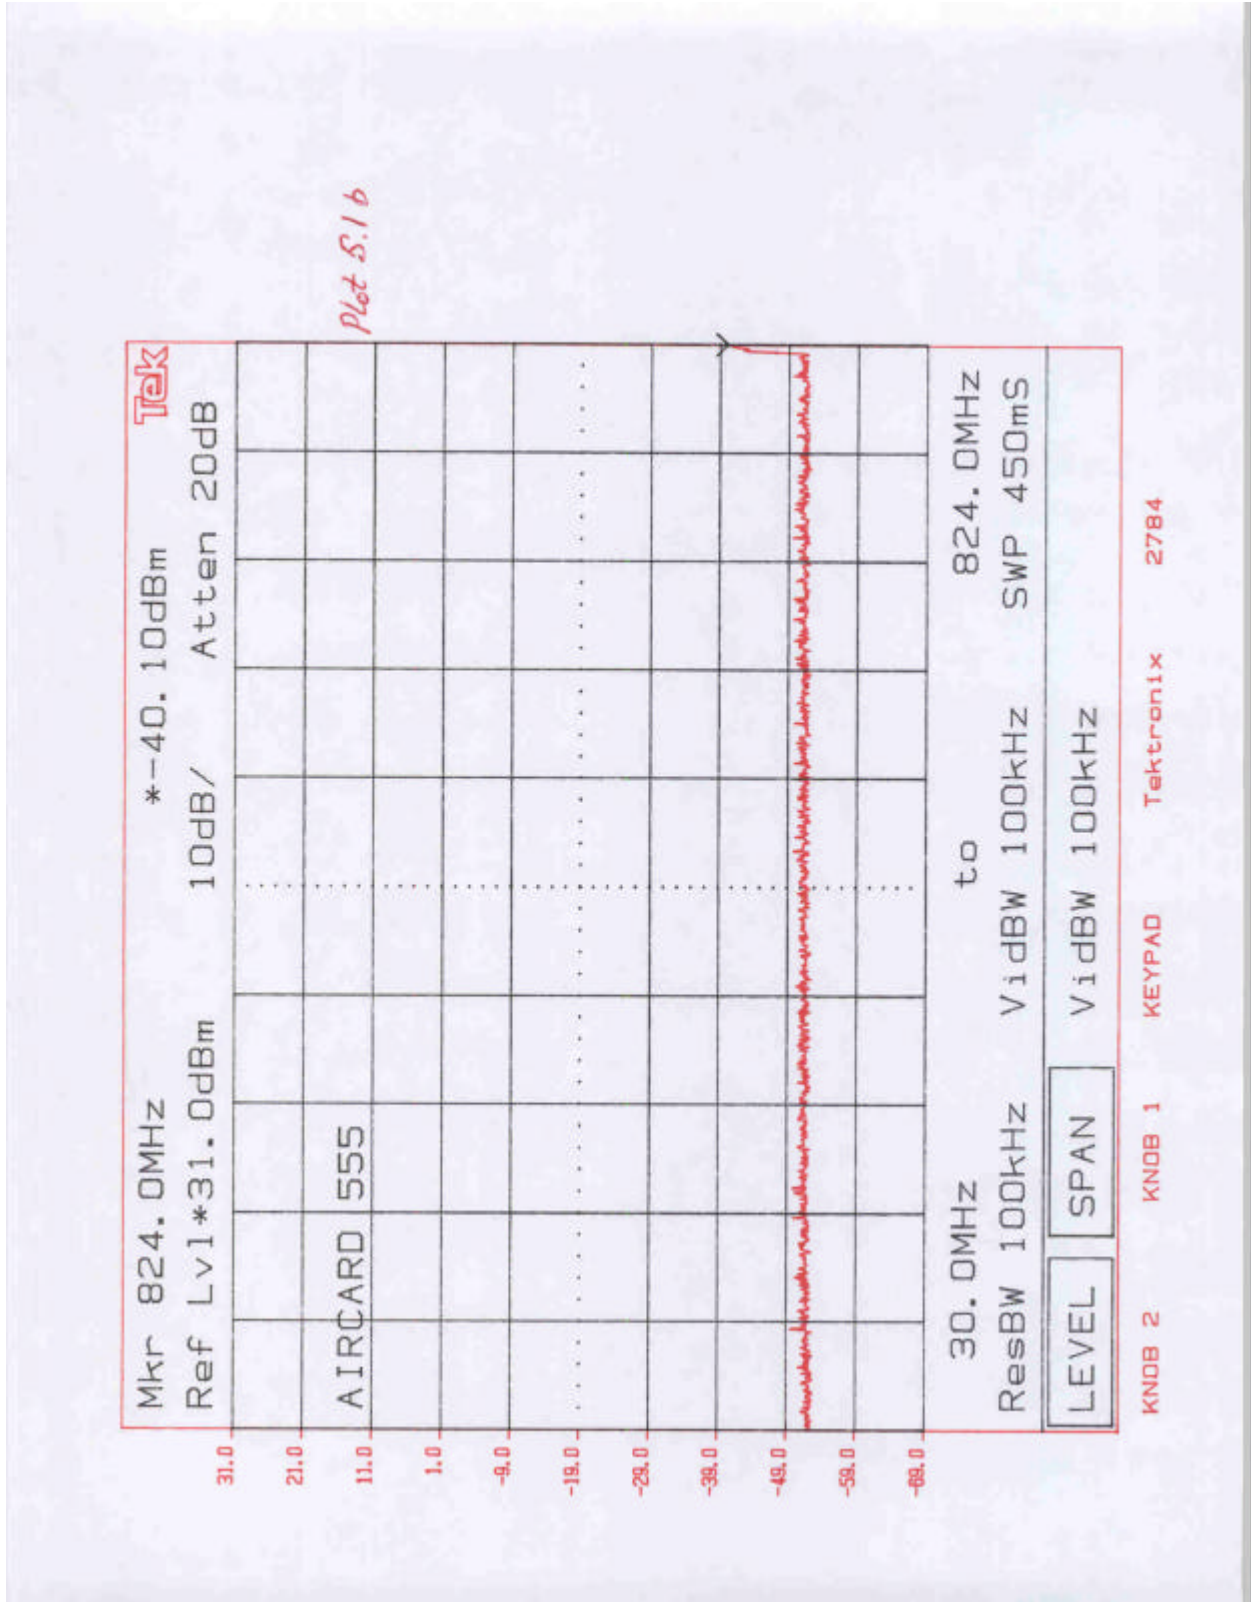 Plot 5.1b
Mkr 824.0MHz *-40.10dBm Tek
Ref Lvl*31.0dBm 10dB/ Atten 20dB
31.0
21.0
AIRCARD 555
11.0
1.0
-9.0
-19.0
-29.0
-39.0
-49.0
-59.0
-69.0
30.0MHz to 824.0MHz
ResBW 100kHz VidBW 100kHz SWP 450mS
LEVEL SPAN VidBW 100kHz
KNOB 2 KNOB 1 KEYPAD Tektronix 2784